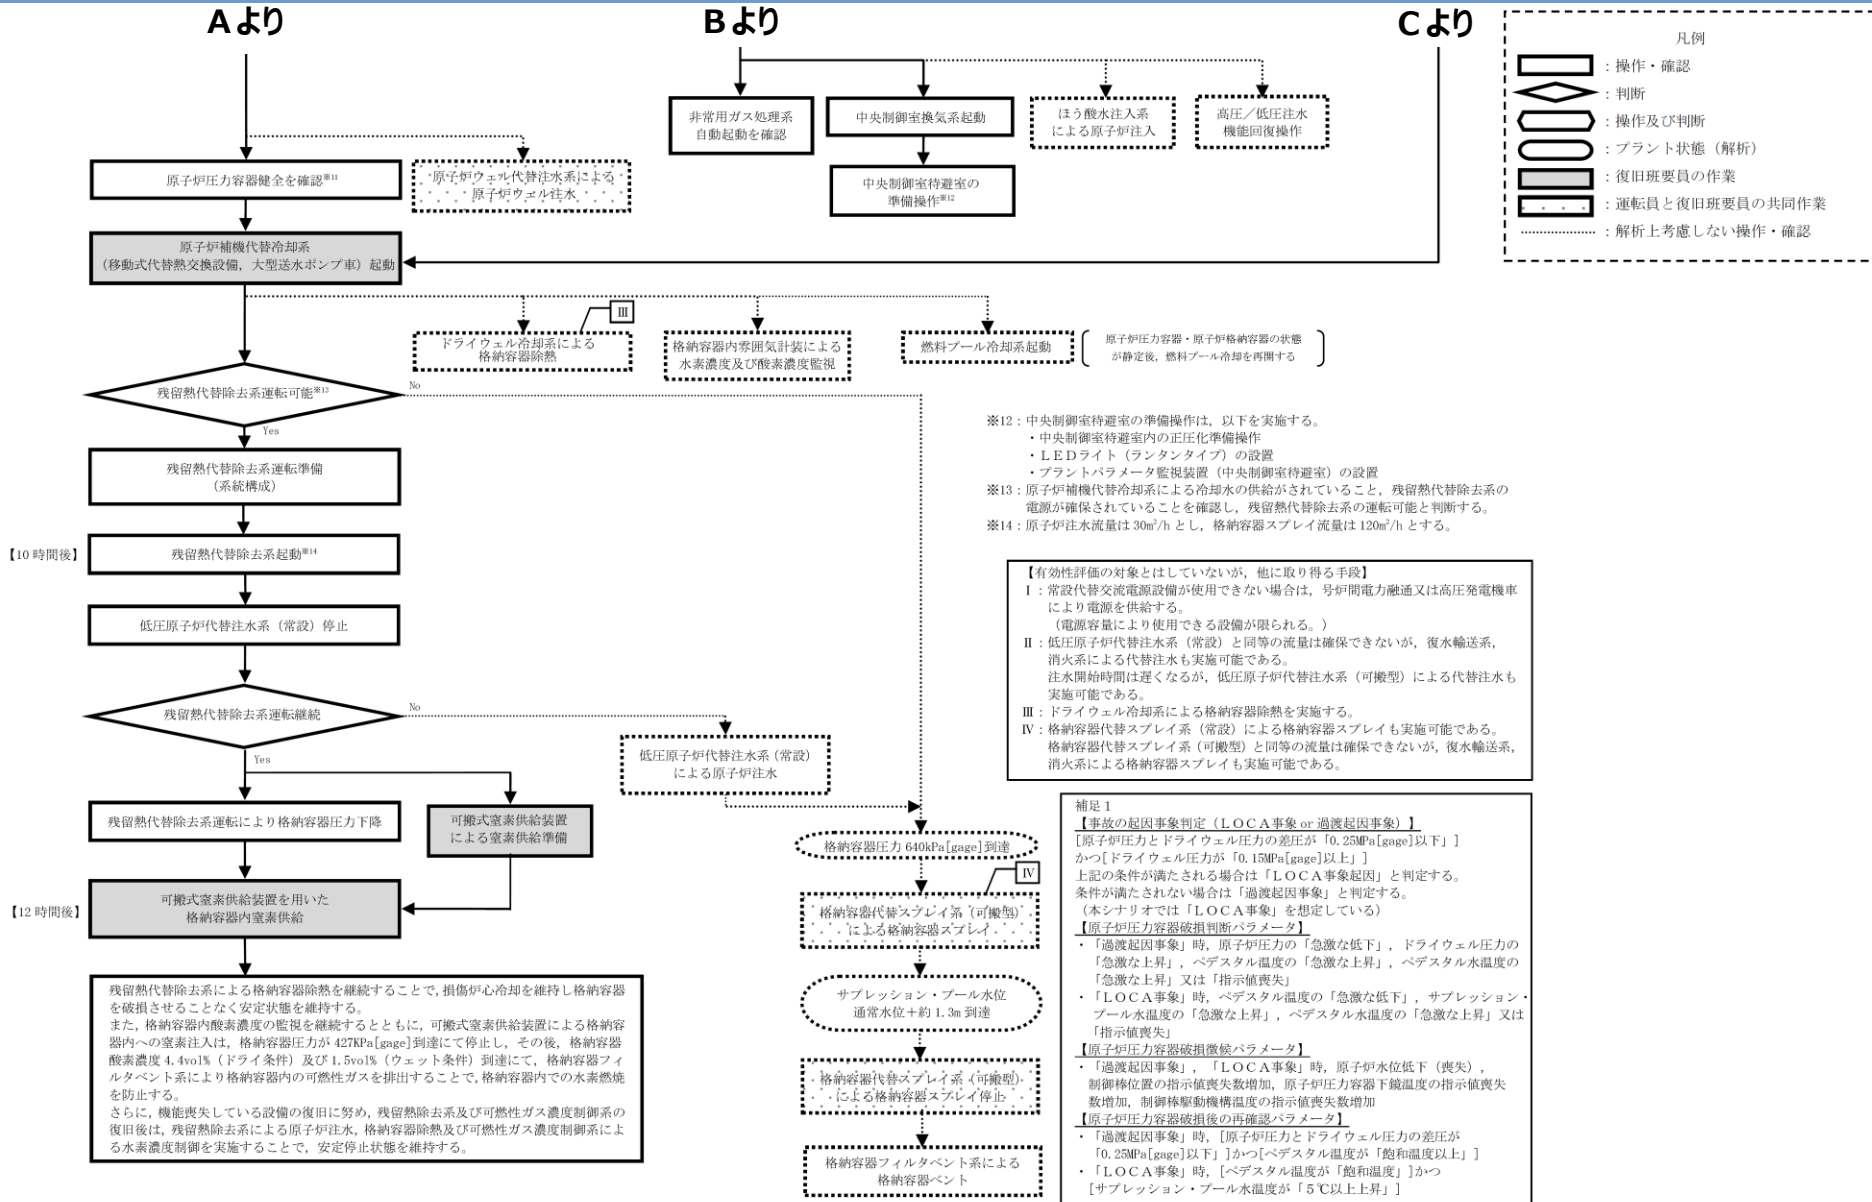 Aより
Bより
Cより
凡例
：操作・確認
：判断
：操作及び判断
：プラント状態（解析）
：復旧班要員の作業
：運転員と復旧班要員の共同作業
：解析上考慮しない操作・確認
非常用ガス処理系
自動起動を確認
中央制御室換気系起動
ほう酸水注入系
による原子炉注入
高圧／低圧注水
機能回復操作
中央制御室待避室の
準備操作※12
原子炉圧力容器健全を確認※11
原子炉ウェル代替注水系による
原子炉ウェル注水
原子炉補機代替冷却系
（移動式代替熱交換設備，大型送水ポンプ車）起動
Ⅲ
ドライウェル冷却系による
格納容器除熱
格納容器内雰囲気計装による
水素濃度及び酸素濃度監視
燃料プール冷却系起動
原子炉圧力容器・原子炉格納容器の状態
が静定後，燃料プール冷却を再開する
残留熱代替除去系運転可能※13
No
Yes
残留熱代替除去系運転準備
（系統構成）
【10時間後】
残留熱代替除去系起動※14
低圧原子炉代替注水系（常設）停止
残留熱代替除去系運転継続
No
Yes
低圧原子炉代替注水系（常設）
による原子炉注水
残留熱代替除去系運転により格納容器圧力下降
可搬式窒素供給装置
による窒素供給準備
【12時間後】
可搬式窒素供給装置を用いた
格納容器内窒素供給
残留熱代替除去系による格納容器除熱を継続することで，損傷炉心冷却を維持し格納容器
を破損させることなく安定状態を維持する。
また，格納容器内酸素濃度の監視を継続するとともに，可搬式窒素供給装置による格納容
器内への窒素注入は，格納容器圧力が427KPa[gage]到達にて停止し，その後，格納容器
酸素濃度4.4vol%（ドライ条件）及び1.5vol%（ウェット条件）到達にて，格納容器フィ
ルタベント系により格納容器内の可燃性ガスを排出することで，格納容器内での水素燃焼
を防止する。
さらに，機能喪失している設備の復旧に努め，残留熱除去系及び可燃性ガス濃度制御系の
復旧後は，残留熱除去系による原子炉注水，格納容器除熱及び可燃性ガス濃度制御系によ
る水素濃度制御を実施することで，安定停止状態を維持する。
格納容器圧力640kPa[gage]到達
Ⅳ
格納容器代替スプレイ系（可搬型）
による格納容器スプレイ
サプレッション・プール水位
通常水位＋約1.3m到達
格納容器代替スプレイ系（可搬型）
による格納容器スプレイ停止
格納容器フィルタベント系による
格納容器ベント
※12：中央制御室待避室の準備操作は，以下を実施する。
・中央制御室待避室内の正圧化準備操作
・ＬＥＤライト（ランタンタイプ）の設置
・プラントパラメータ監視装置（中央制御室待避室）の設置
※13：原子炉補機代替冷却系による冷却水の供給がされていること，残留熱代替除去系の
電源が確保されていることを確認し，残留熱代替除去系の運転可能と判断する。
※14：原子炉注水流量は30m³/hとし，格納容器スプレイ流量は120m³/hとする。
【有効性評価の対象とはしていないが，他に取り得る手段】
Ⅰ：常設代替交流電源設備が使用できない場合は，号炉間電力融通又は高圧発電機車
により電源を供給する。
（電源容量により使用できる設備が限られる。）
Ⅱ：低圧原子炉代替注水系（常設）と同等の流量は確保できないが，復水輸送系，
消火系による代替注水も実施可能である。
注水開始時間は遅くなるが，低圧原子炉代替注水系（可搬型）による代替注水も
実施可能である。
Ⅲ：ドライウェル冷却系による格納容器除熱を実施する。
Ⅳ：格納容器代替スプレイ系（常設）による格納容器スプレイも実施可能である。
格納容器代替スプレイ系（可搬型）と同等の流量は確保できないが，復水輸送系，
消火系による格納容器スプレイも実施可能である。
補足1
【事故の起因事象判定（ＬＯＣＡ事象 or 過渡起因事象）】
[原子炉圧力とドライウェル圧力の差圧が「0.25MPa[gage]以下」]
かつ[ドライウェル圧力が「0.15MPa[gage]以上」]
上記の条件が満たされる場合は「ＬＯＣＡ事象起因」と判定する。
条件が満たされない場合は「過渡起因事象」と判定する。
（本シナリオでは「ＬＯＣＡ事象」を想定している）
【原子炉圧力容器破損判断パラメータ】
・「過渡起因事象」時，原子炉圧力の「急激な低下」，ドライウェル圧力の
「急激な上昇」，ペデスタル温度の「急激な上昇」，ペデスタル水温度の
「急激な上昇」又は「指示値喪失」
・「ＬＯＣＡ事象」時，ペデスタル温度の「急激な低下」，サプレッション・
プール水温度の「急激な上昇」，ペデスタル水温度の「急激な上昇」又は
「指示値喪失」
【原子炉圧力容器破損徴候パラメータ】
・「過渡起因事象」，「ＬＯＣＡ事象」時，原子炉水位低下（喪失），
制御棒位置の指示値喪失数増加，原子炉圧力容器下鏡温度の指示値喪失
数増加，制御棒駆動機構温度の指示値喪失数増加
【原子炉圧力容器破損後の再確認パラメータ】
・「過渡起因事象」時，[原子炉圧力とドライウェル圧力の差圧が
「0.25MPa[gage]以下」]かつ[ペデスタル温度が「飽和温度以上」]
・「ＬＯＣＡ事象」時，[ペデスタル温度が「飽和温度」]かつ
[サプレッション・プール水温度が「５℃以上上昇」]